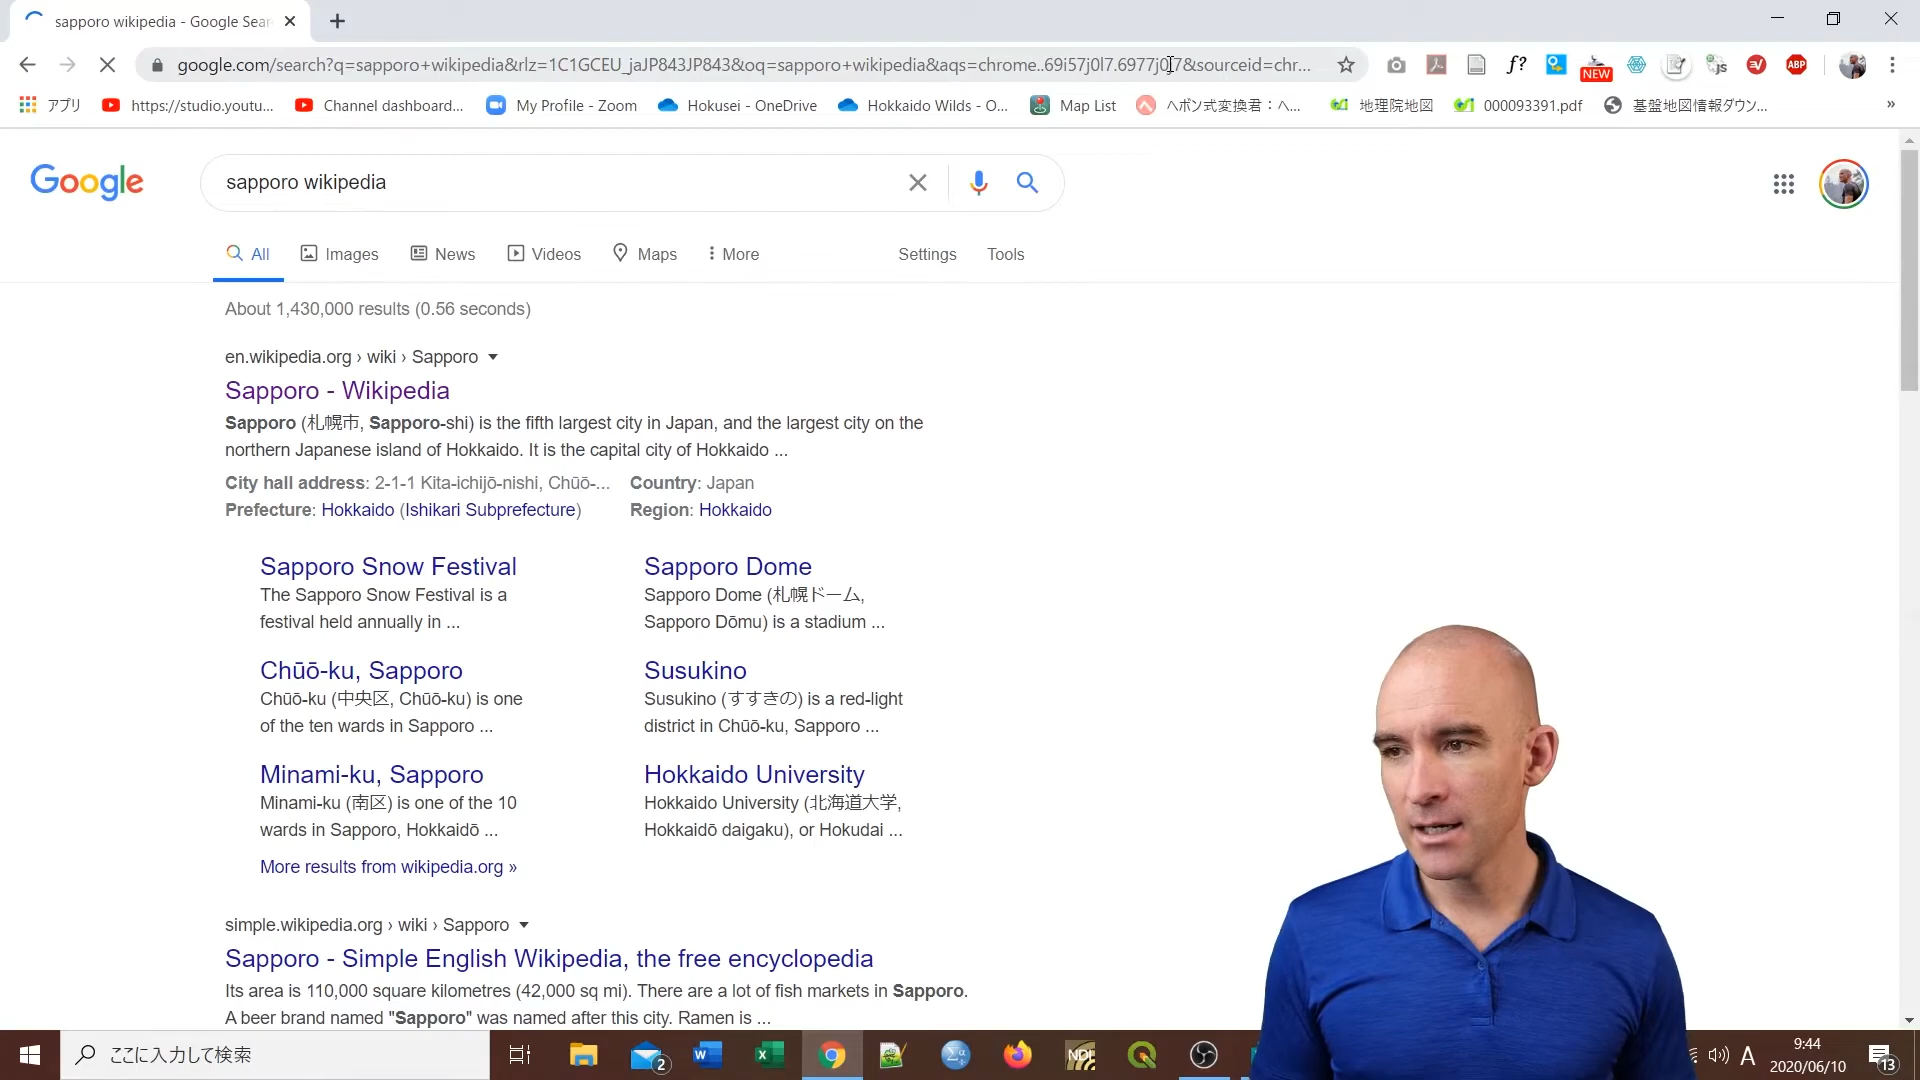 sapporo wikipedia - Google Sear
google.com/search?q=sapporo+wikipedia&rlz=1C1GCEU_jaJP843JP843&oq=sapporo+wikipedia&aqs=chrome..69i57j0l7.6977j0j7&sourceid=chr...
NEW
ABP
アプリ
https://studio.youtu...
Channel dashboard...
My Profile - Zoom
Hokusei - OneDrive
Hokkaido Wilds - O...
Map List
ヘボン式変換君：ヘ...
地理院地図
000093391.pdf
基盤地図情報ダウン...
Google
sapporo wikipedia
All Images News Videos Maps More Settings Tools
About 1,430,000 results (0.56 seconds)
en.wikipedia.org › wiki › Sapporo
Sapporo - Wikipedia
Sapporo (札幌市, Sapporo-shi) is the fifth largest city in Japan, and the largest city on the
northern Japanese island of Hokkaido. It is the capital city of Hokkaido ...
City hall address: 2-1-1 Kita-ichijō-nishi, Chūō-... Country: Japan
Prefecture: Hokkaido (Ishikari Subprefecture) Region: Hokkaido
Sapporo Snow Festival
The Sapporo Snow Festival is a
festival held annually in ...
Sapporo Dome
Sapporo Dome (札幌ドーム,
Sapporo Dōmu) is a stadium ...
Chūō-ku, Sapporo
Chūō-ku (中央区, Chūō-ku) is one
of the ten wards in Sapporo ...
Susukino
Susukino (すすきの) is a red-light
district in Chūō-ku, Sapporo ...
Minami-ku, Sapporo
Minami-ku (南区) is one of the 10
wards in Sapporo, Hokkaidō ...
Hokkaido University
Hokkaido University (北海道大学,
Hokkaidō daigaku), or Hokudai ...
More results from wikipedia.org »
simple.wikipedia.org › wiki › Sapporo
Sapporo - Simple English Wikipedia, the free encyclopedia
Its area is 110,000 square kilometres (42,000 sq mi). There are a lot of fish markets in Sapporo.
A beer brand named "Sapporo" was named after this city. Ramen is ...
ここに入力して検索
2
NDI
A
9:44
2020/06/10
13